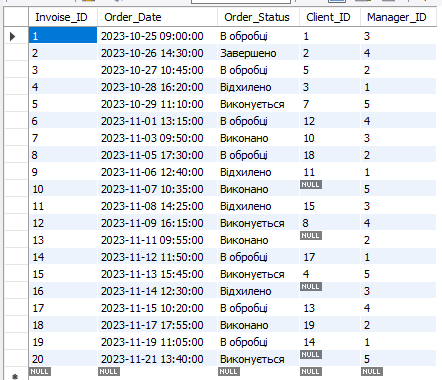 Invoise_ID Order_Date Order_Status Client_ID Manager_ID
1 2023-10-25 09:00:00 В обробці 1 3
2 2023-10-26 14:30:00 Завершено 2 4
3 2023-10-27 10:45:00 В обробці 5 2
4 2023-10-28 16:20:00 Відхилено 3 1
5 2023-10-29 11:10:00 Виконується 7 5
6 2023-11-01 13:15:00 В обробці 12 4
7 2023-11-03 09:50:00 Виконано 10 3
8 2023-11-05 17:30:00 В обробці 18 2
9 2023-11-06 12:40:00 Відхилено 11 1
10 2023-11-07 10:35:00 Виконано NULL 5
11 2023-11-08 14:25:00 Відхилено 15 3
12 2023-11-09 16:15:00 Виконується 8 4
13 2023-11-11 09:55:00 Виконано NULL 2
14 2023-11-12 11:50:00 В обробці 17 1
15 2023-11-13 15:45:00 Виконується 4 5
16 2023-11-14 12:30:00 Відхилено NULL 3
17 2023-11-15 10:20:00 В обробці 13 4
18 2023-11-17 17:55:00 Виконано 19 2
19 2023-11-19 11:05:00 В обробці 14 1
20 2023-11-21 13:40:00 Виконується NULL 5
NULL NULL NULL NULL NULL